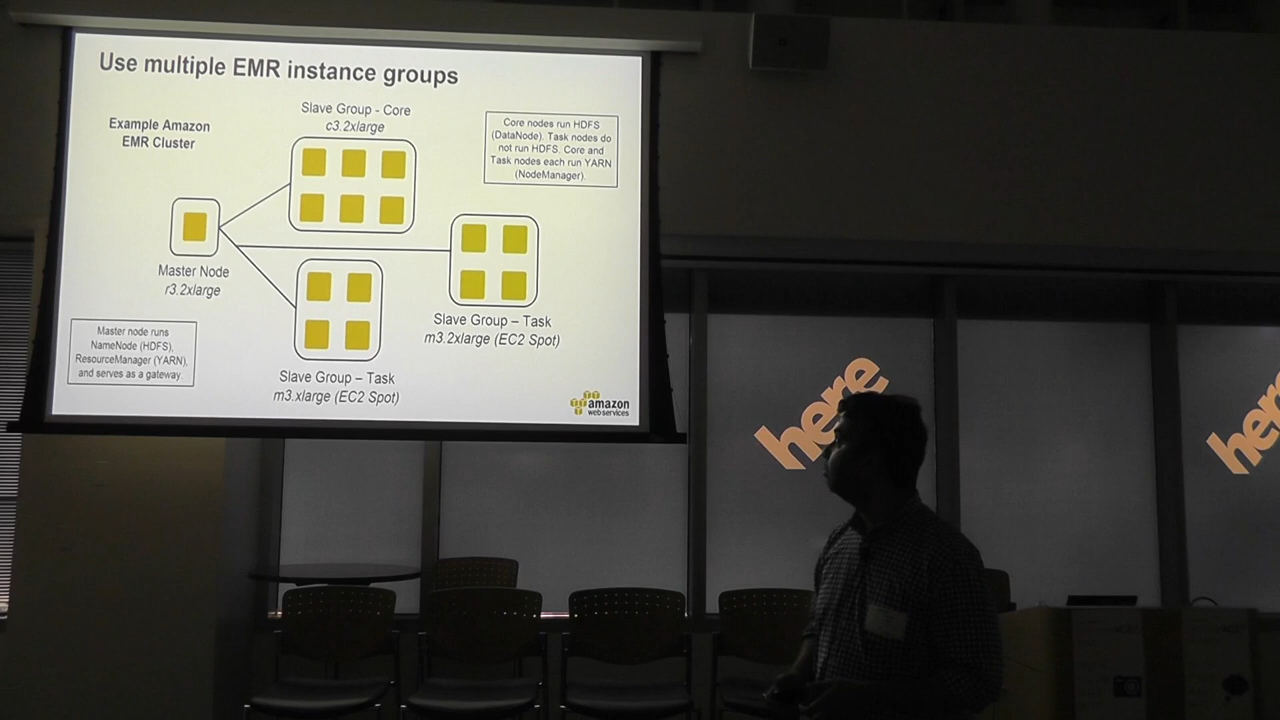 Use multiple EMR instance groups
Example Amazon
EMR Cluster
Slave Group - Core
c3.2xlarge
Core nodes run HDFS
(DataNode). Task nodes do
not run HDFS. Core and
Task nodes each run YARN
(NodeManager).
Master Node
r3.2xlarge
Slave Group – Task
m3.2xlarge (EC2 Spot)
Master node runs
NameNode (HDFS),
ResourceManager (YARN),
and serves as a gateway.
Slave Group – Task
m3.xlarge (EC2 Spot)
amazon
web services
here
here